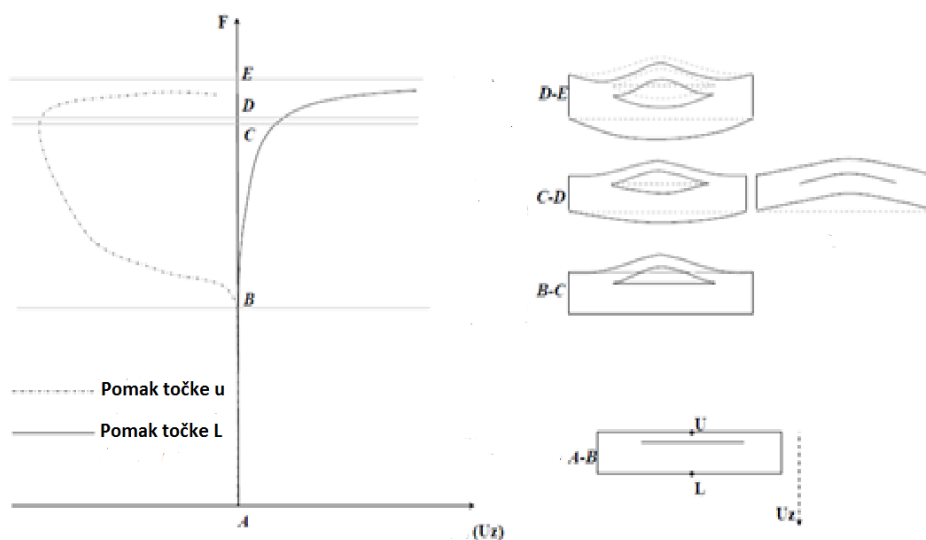 F
E
D
C
B
A
(Uz)
Pomak točke u
Pomak točke L
D-E
C-D
B-C
A-B
U
L
Uz